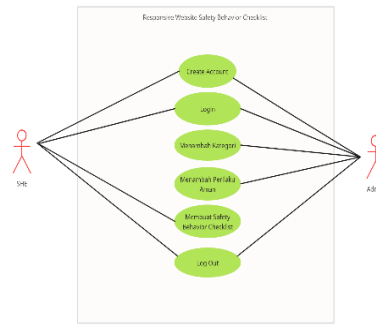 Responsive Website Safety Behavior Checklist
Create Account
Login
Menambah Kategori
Menambah Perilaku
Aman
Membuat Safety
Behavior Checklist
Log Out
SHE